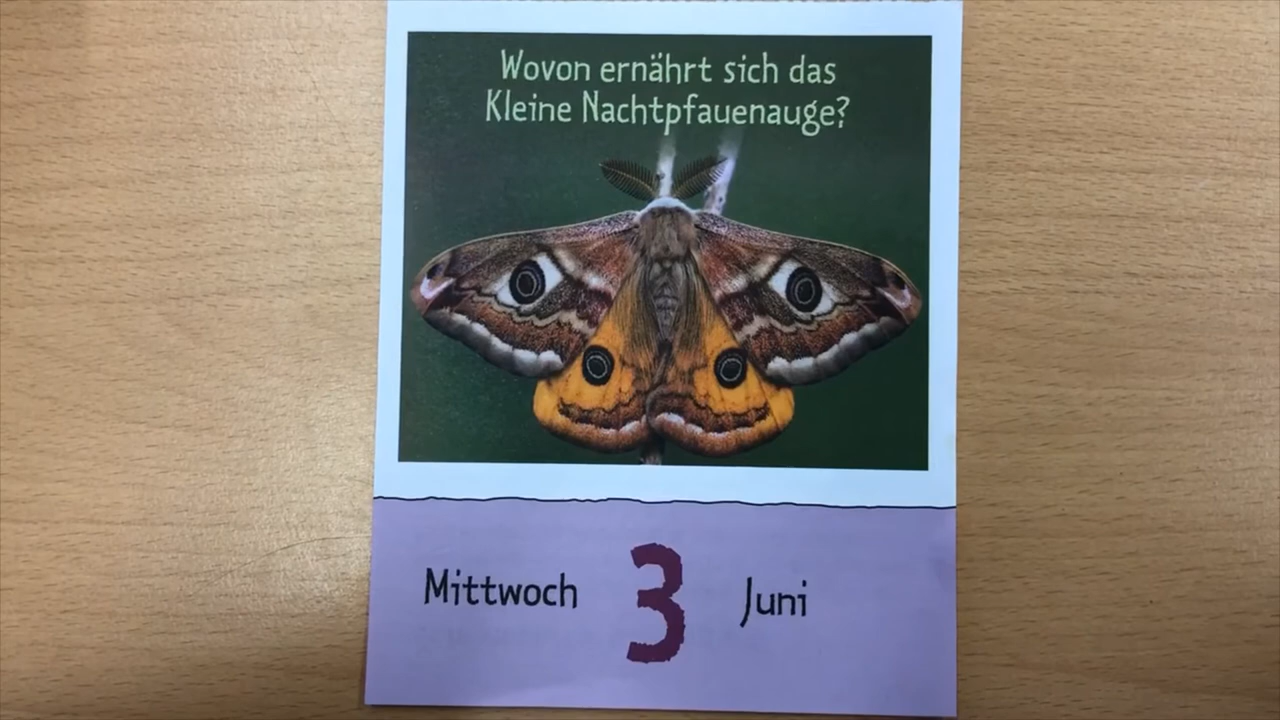 Wovon ernährt sich das
Kleine Nachtpfauenauge?
Mittwoch 3 Juni